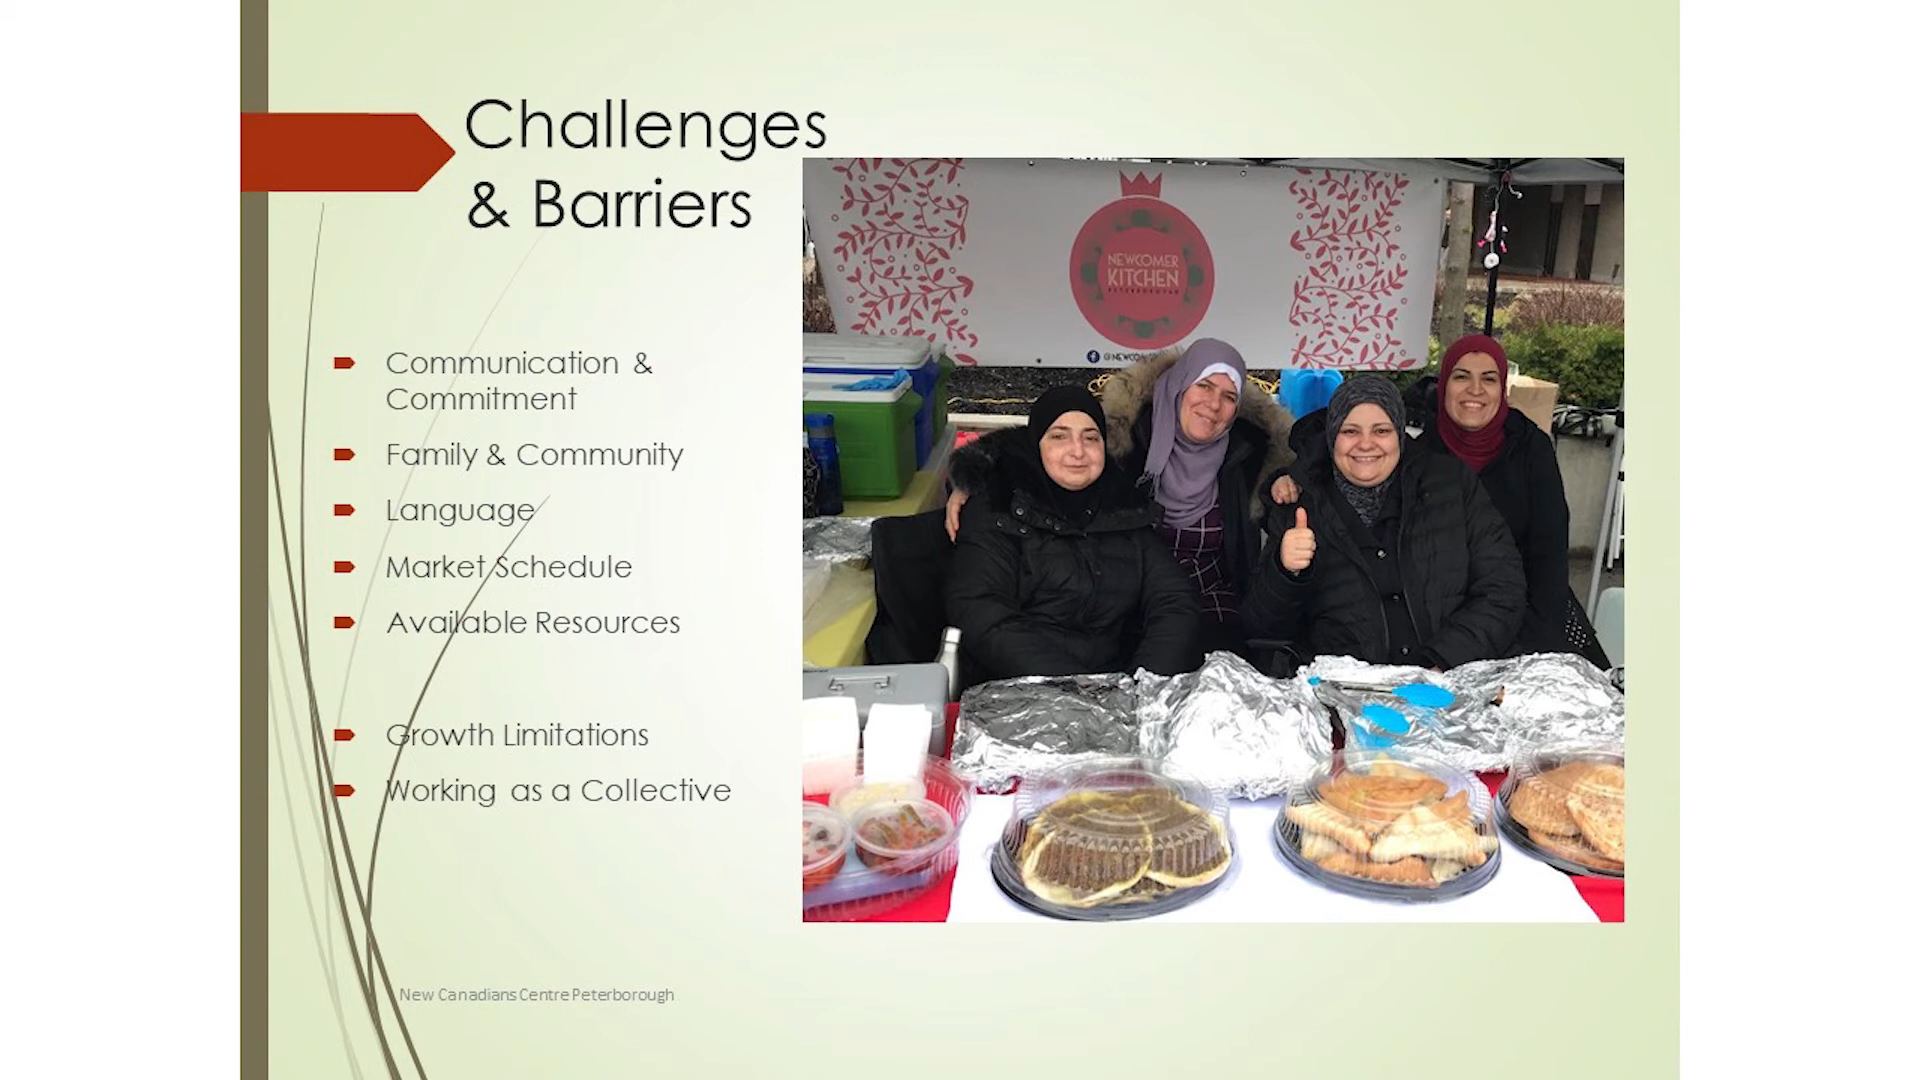 Challenges
& Barriers
Communication &
Commitment
Family & Community
Language
Market Schedule
Available Resources
Growth Limitations
Working as a Collective
NEWCOMER
KITCHEN
PETERBOROUGH
New Canadians Centre Peterborough